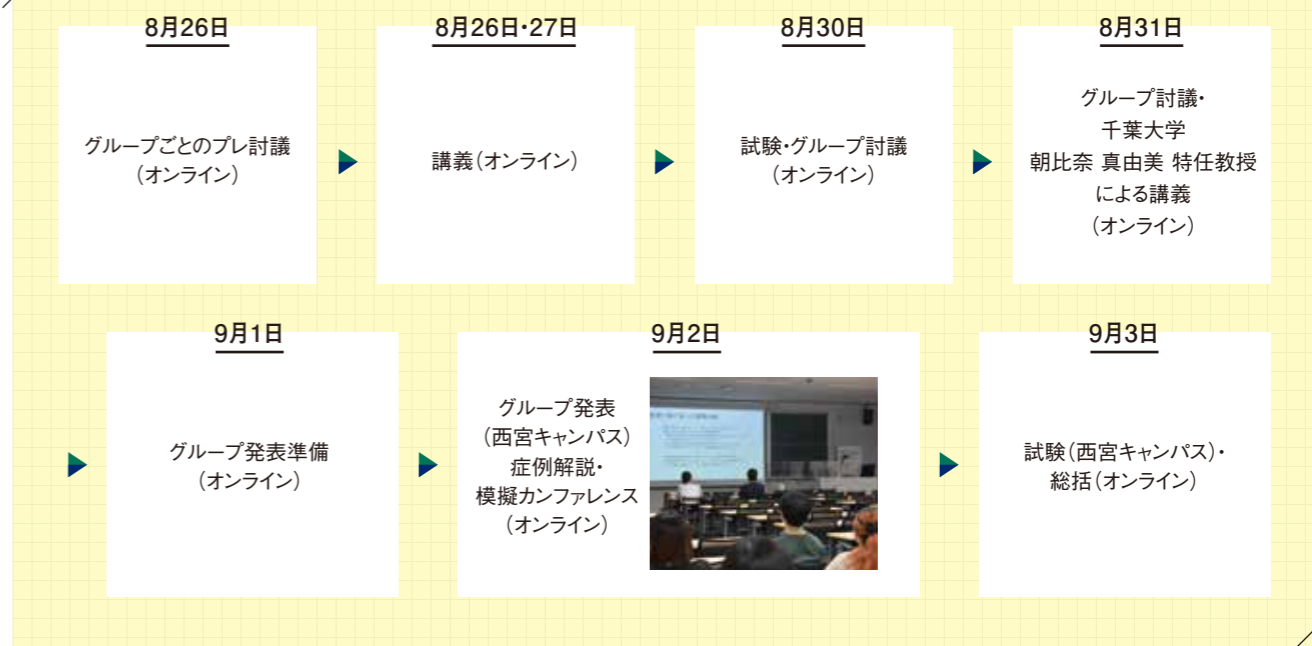 8月26日
グループごとのプレ討議
（オンライン）
8月26日・27日
講義（オンライン）
8月30日
試験・グループ討議
（オンライン）
8月31日
グループ討議・
千葉大学
朝比奈 真由美 特任教授
による講義
（オンライン）
9月1日
グループ発表準備
（オンライン）
9月2日
グループ発表
（西宮キャンパス）
症例解説・
模擬カンファレンス
（オンライン）
9月3日
試験（西宮キャンパス）・
総括（オンライン）